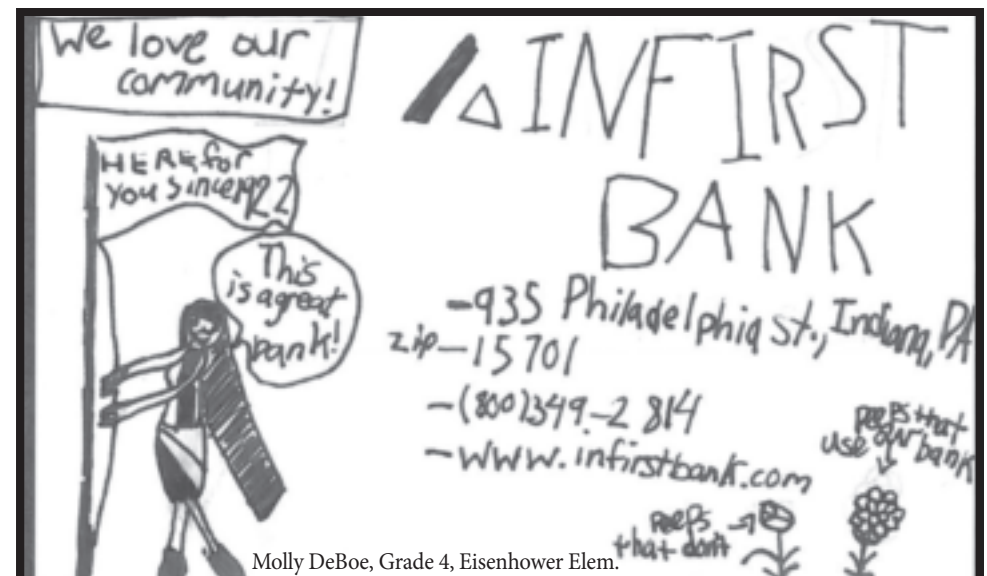 We love our
community!
HERE for
you since 1922
This
is a great
bank!
INFIRST
BANK
-935 Philadelphia St., Indiana, PA
zip-15701
-(800)349-2814
-www.infirstbank.com
peeps that
use our bank
peeps
that don't
Molly DeBoe, Grade 4, Eisenhower Elem.